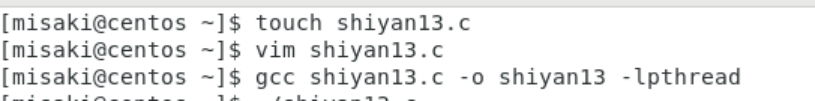 [misaki@centos ~]$ touch shiyan13.c
[misaki@centos ~]$ vim shiyan13.c
[misaki@centos ~]$ gcc shiyan13.c -o shiyan13 -lpthread